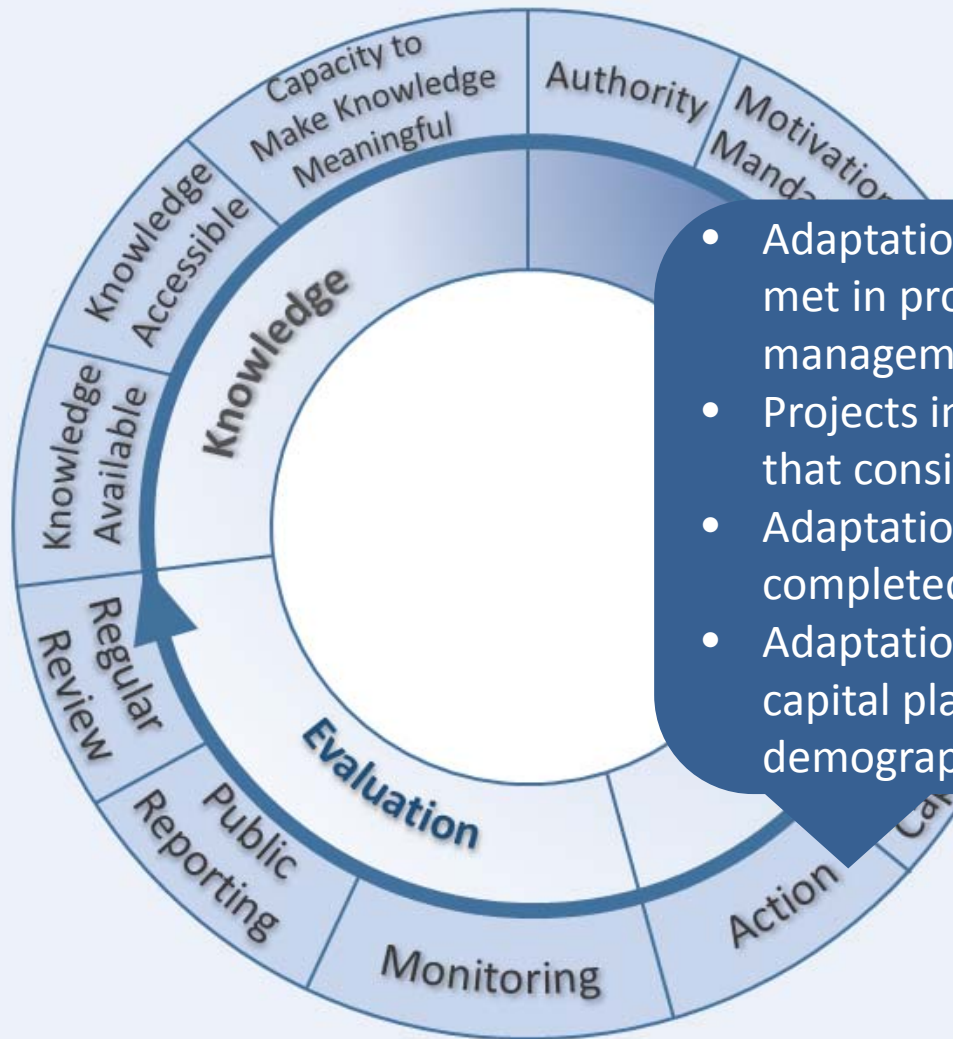 Capacity to
Make Knowledge
Meaningful
Authority
Motivation
Knowledge
Accessible
Knowledge
Available
Knowledge
• Adaptatio
met in pro
managem
• Projects in
that consi
• Adaptatio
complete
• Adaptatio
capital pla
demograp
Regular
Review
Evaluation
Public
Reporting
Monitoring
Action